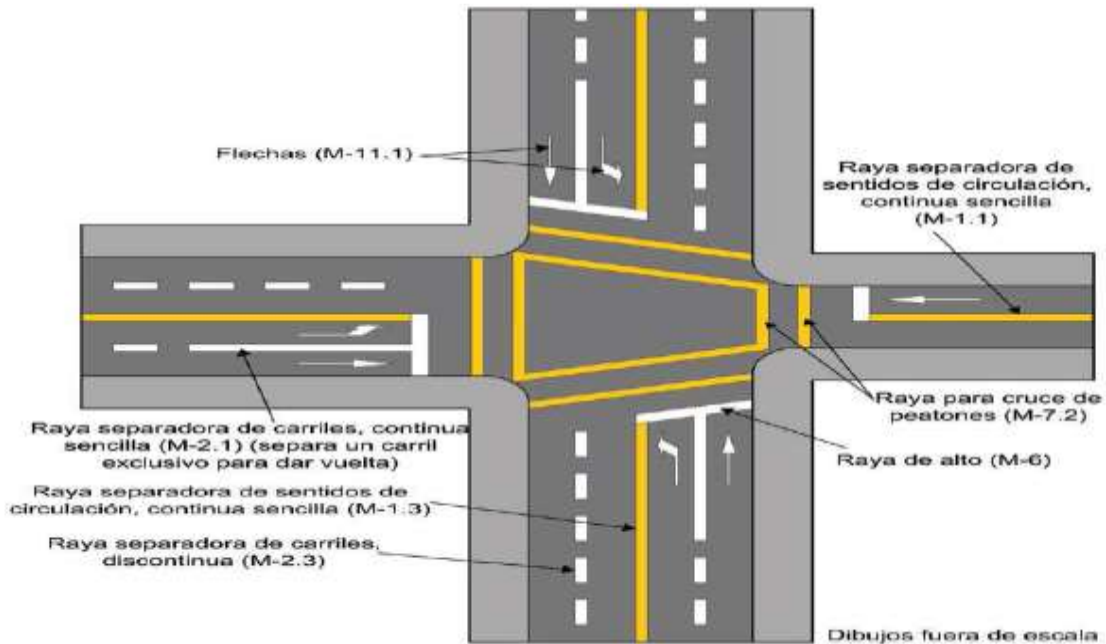 Flechas (M-11.1)
Raya separadora de
sentidos de circulación,
continua sencilla
(M-1.1)
Raya separadora de carriles, continua
sencilla (M-2.1) (separa un carril
exclusivo para dar vuelta)
Raya para cruce de
peatones (M-7.2)
Raya de alto (M-6)
Raya separadora de sentidos de
circulación, continua sencilla (M-1.3)
Raya separadora de carriles,
discontinua (M-2.3)
Dibujos fuera de escala